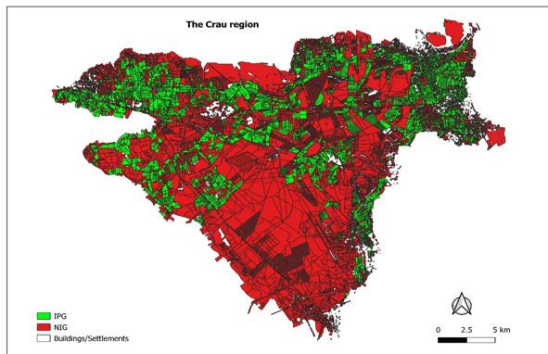 The Crau region
IPG
NIG
Buildings/Settlements
0 2.5 5 km